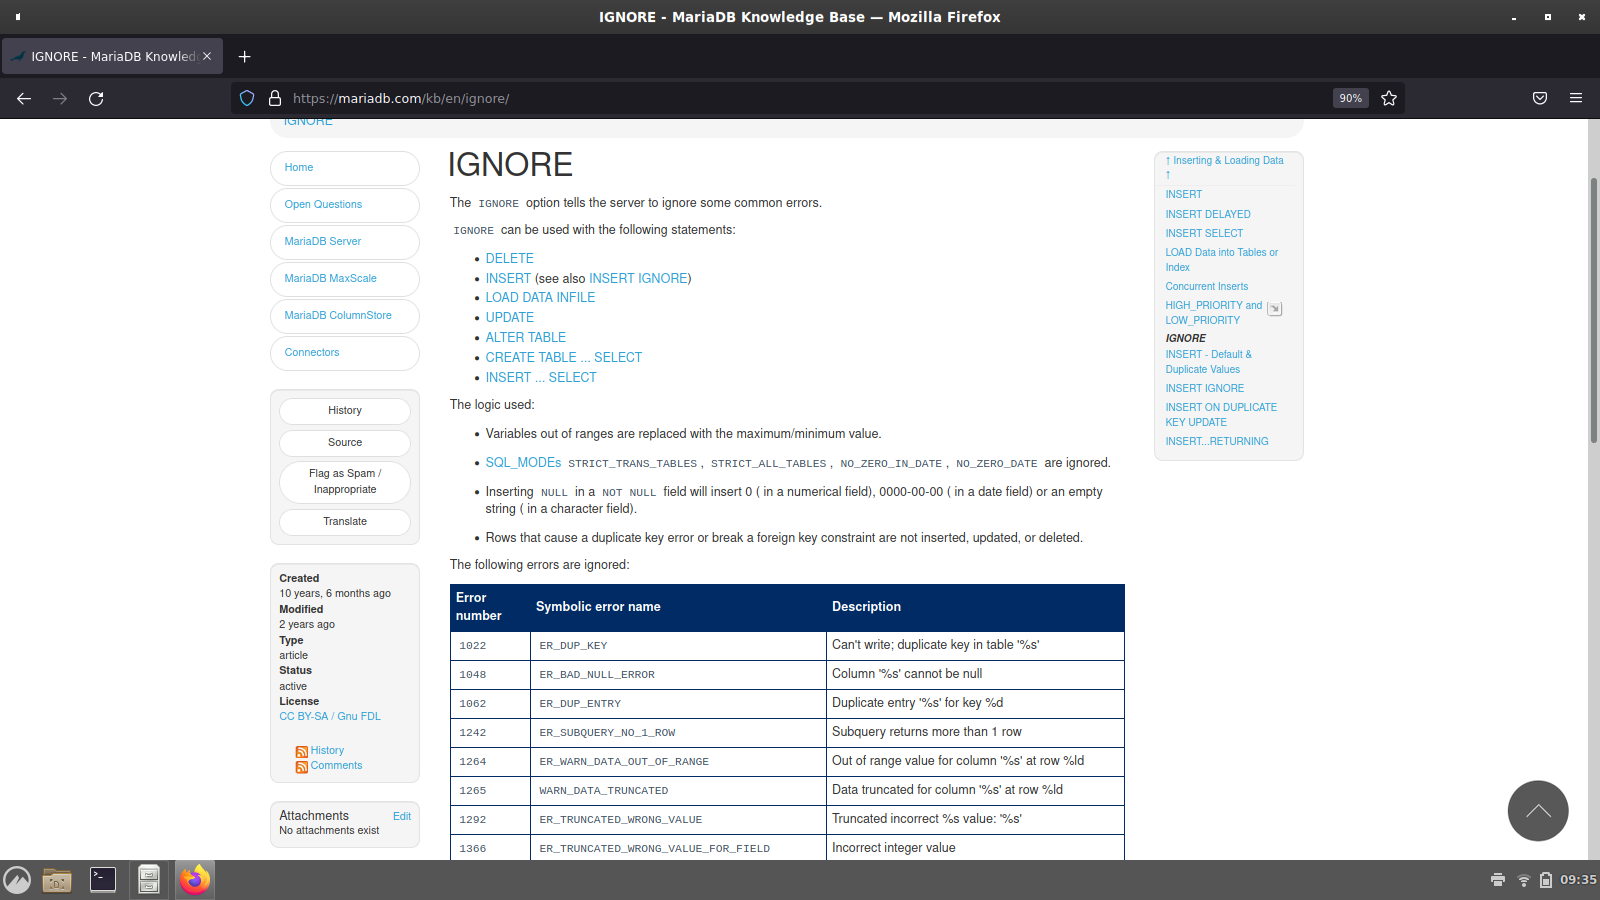 IGNORE - MariaDB Knowledge Base — Mozilla Firefox
IGNORE - MariaDB Knowled
https://mariadb.com/kb/en/ignore/
90%
IGNORE
Home
Open Questions
MariaDB Server
MariaDB MaxScale
MariaDB ColumnStore
Connectors
History
Source
Flag as Spam /
Inappropriate
Translate
Created
10 years, 6 months ago
Modified
2 years ago
Type
article
Status
active
License
CC BY-SA / Gnu FDL
History
Comments
Attachments Edit
No attachments exist
IGNORE
The IGNORE option tells the server to ignore some common errors.
IGNORE can be used with the following statements:
• DELETE
• INSERT (see also INSERT IGNORE)
• LOAD DATA INFILE
• UPDATE
• ALTER TABLE
• CREATE TABLE ... SELECT
• INSERT ... SELECT
The logic used:
• Variables out of ranges are replaced with the maximum/minimum value.
• SQL_MODEs STRICT_TRANS_TABLES, STRICT_ALL_TABLES, NO_ZERO_IN_DATE, NO_ZERO_DATE are ignored.
• Inserting NULL in a NOT NULL field will insert 0 ( in a numerical field), 0000-00-00 ( in a date field) or an empty
string ( in a character field).
• Rows that cause a duplicate key error or break a foreign key constraint are not inserted, updated, or deleted.
The following errors are ignored:
Error number Symbolic error name Description
1022 ER_DUP_KEY Can't write; duplicate key in table '%s'
1048 ER_BAD_NULL_ERROR Column '%s' cannot be null
1062 ER_DUP_ENTRY Duplicate entry '%s' for key %d
1242 ER_SUBQUERY_NO_1_ROW Subquery returns more than 1 row
1264 ER_WARN_DATA_OUT_OF_RANGE Out of range value for column '%s' at row %ld
1265 WARN_DATA_TRUNCATED Data truncated for column '%s' at row %ld
1292 ER_TRUNCATED_WRONG_VALUE Truncated incorrect %s value: '%s'
1366 ER_TRUNCATED_WRONG_VALUE_FOR_FIELD Incorrect integer value
↑ Inserting & Loading Data
↑
INSERT
INSERT DELAYED
INSERT SELECT
LOAD Data into Tables or
Index
Concurrent Inserts
HIGH_PRIORITY and
LOW_PRIORITY
IGNORE
INSERT - Default &
Duplicate Values
INSERT IGNORE
INSERT ON DUPLICATE
KEY UPDATE
INSERT...RETURNING
09:35